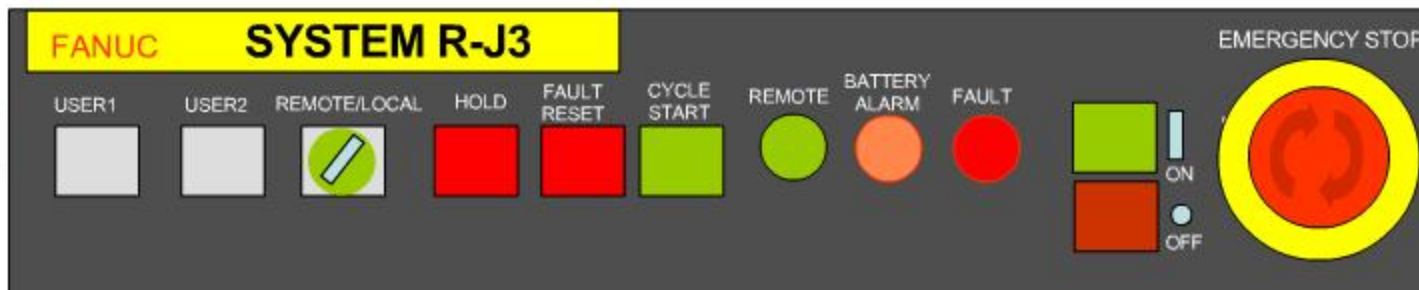 FANUC SYSTEM R-J3
EMERGENCY STOP
USER1 USER2 REMOTE/LOCAL HOLD FAULT RESET CYCLE START REMOTE BATTERY ALARM FAULT
ON
OFF